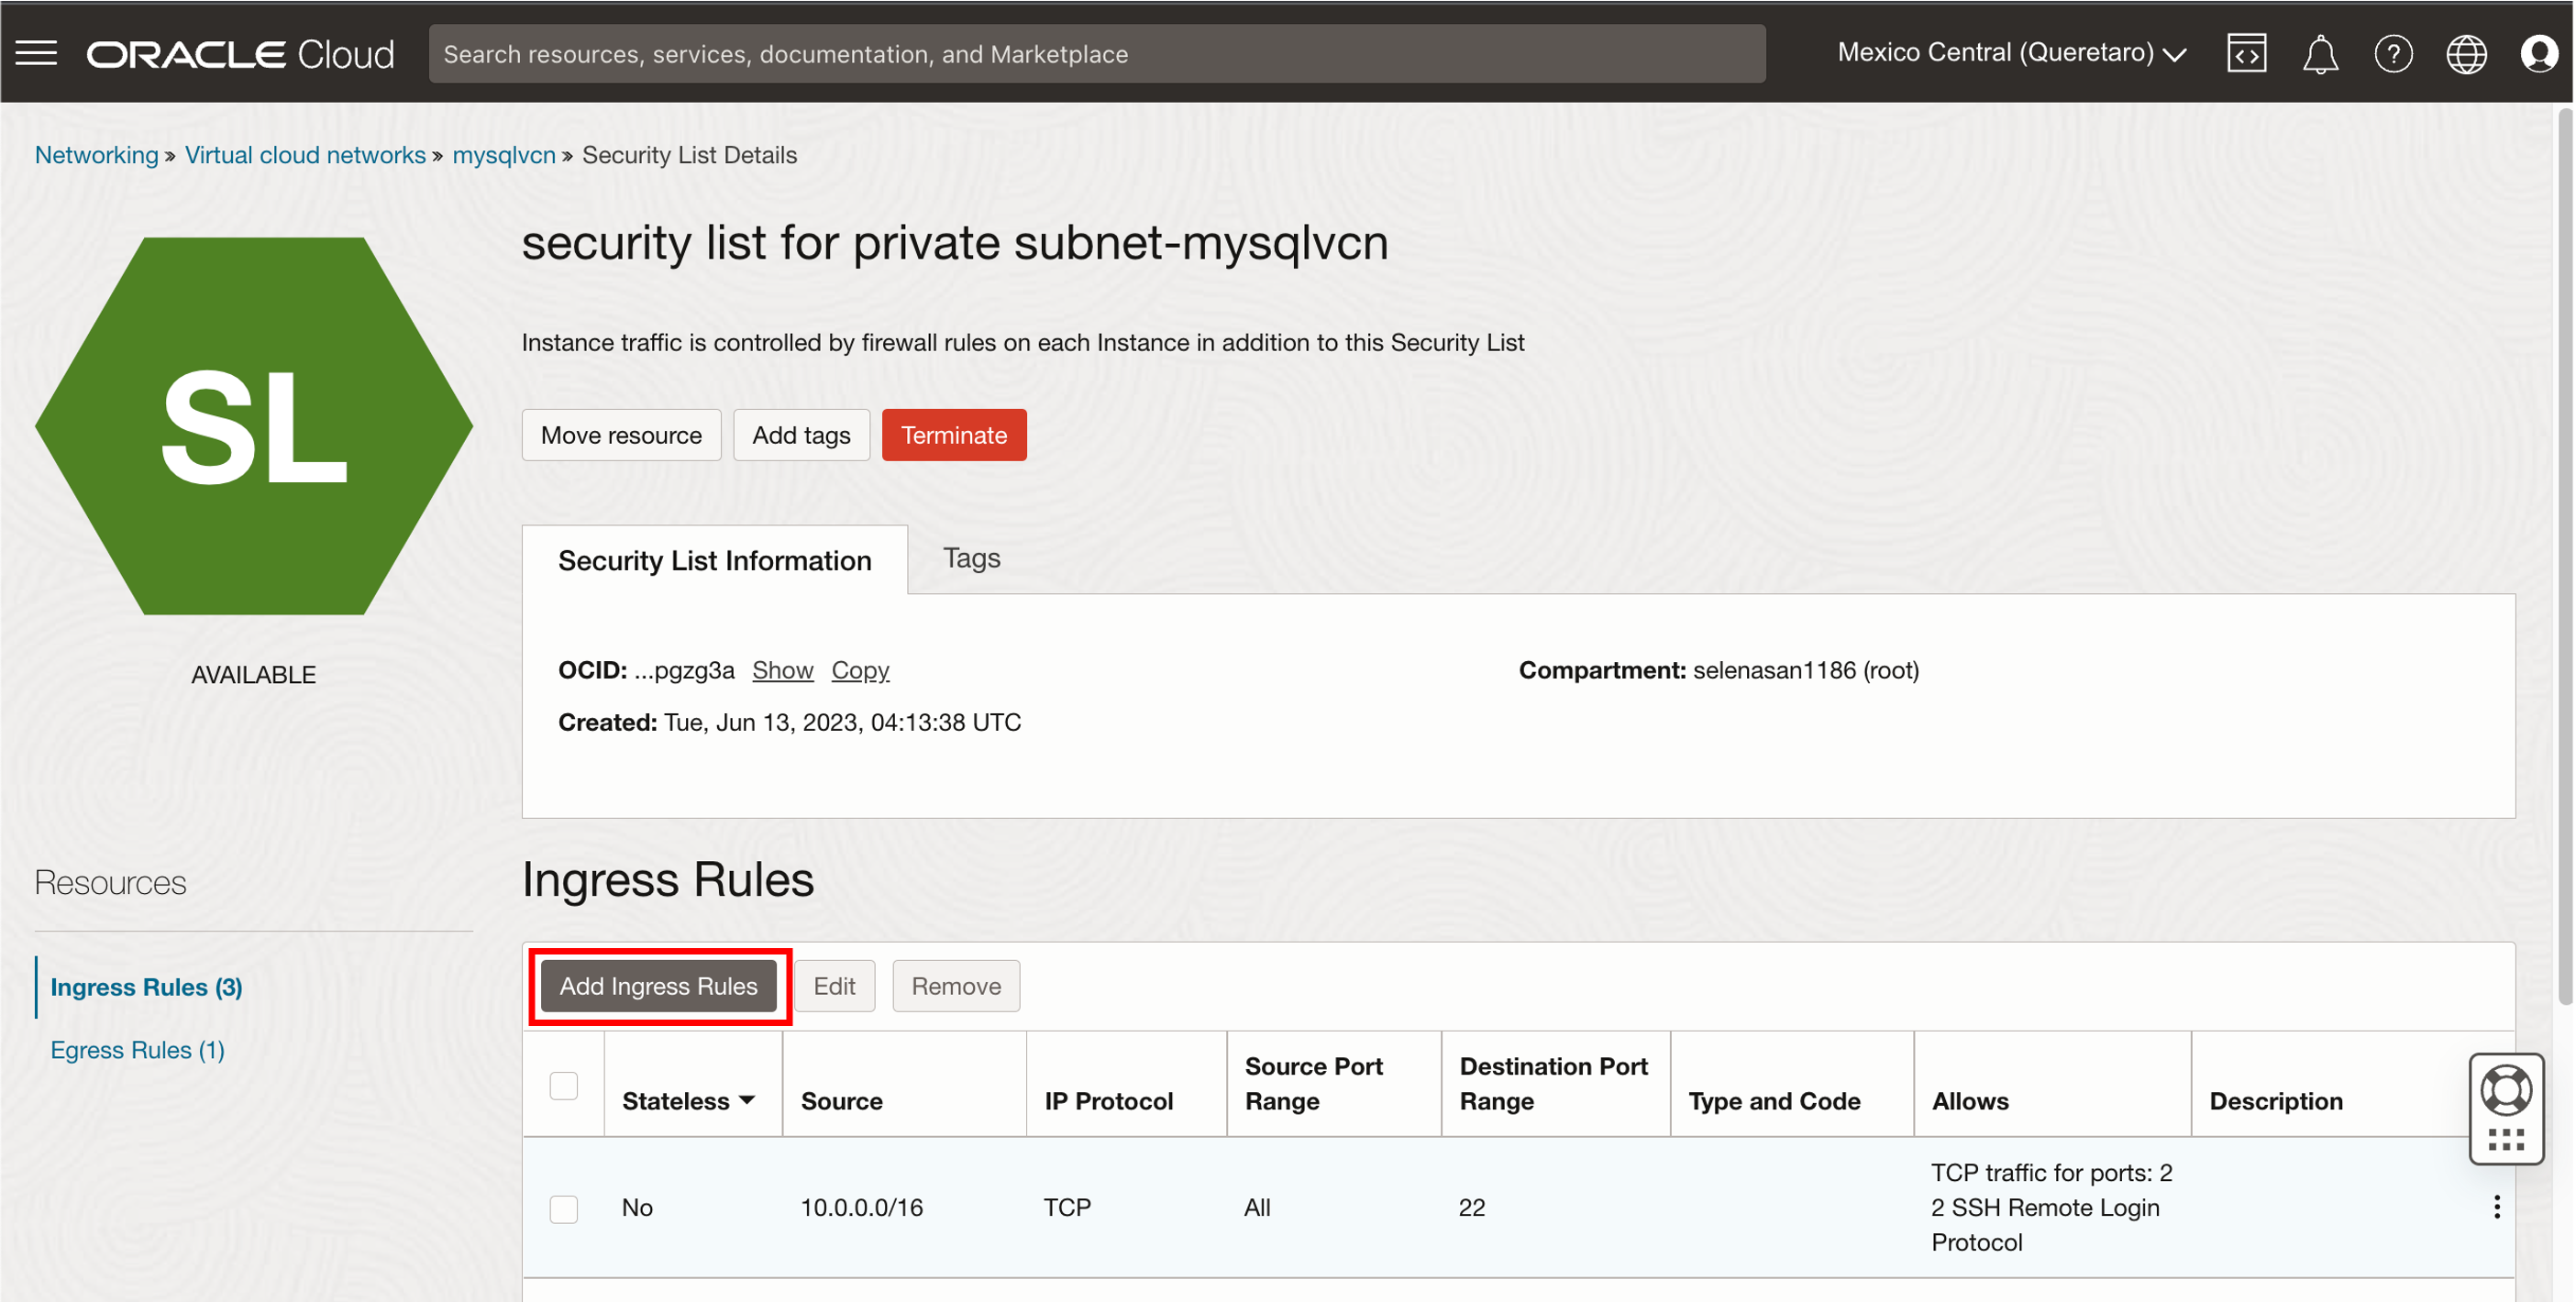 ORACLE Cloud
Search resources, services, documentation, and Marketplace
Mexico Central (Queretaro)
Networking » Virtual cloud networks » mysqlvcn » Security List Details
SL
AVAILABLE
security list for private subnet-mysqlvcn
Instance traffic is controlled by firewall rules on each Instance in addition to this Security List
Move resource Add tags Terminate
Security List Information Tags
OCID: ...pgzg3a Show Copy
Compartment: selenasan1186 (root)
Created: Tue, Jun 13, 2023, 04:13:38 UTC
Resources
Ingress Rules (3)
Egress Rules (1)
Ingress Rules
Add Ingress Rules Edit Remove
Stateless Source IP Protocol Source Port Range Destination Port Range Type and Code Allows Description
No 10.0.0.0/16 TCP All 22 TCP traffic for ports: 2
2 SSH Remote Login
Protocol